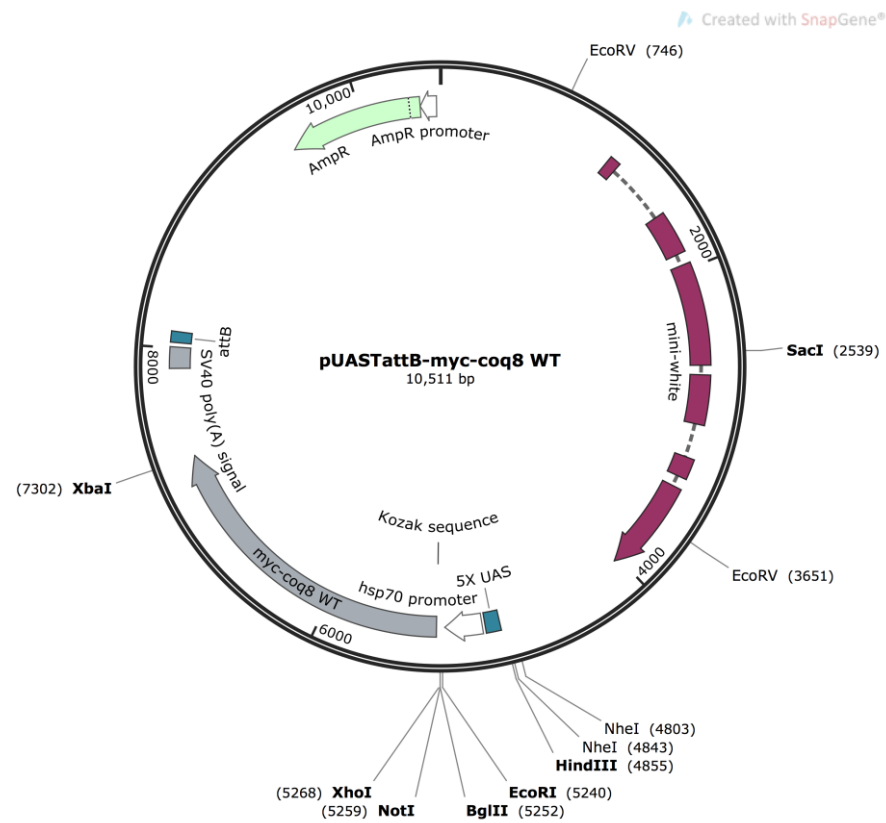 Created with SnapGene®
EcoRV (746)
10,000
AmpR promoter
AmpR
2000
mini-white
SacI (2539)
attB
8000
SV40 poly(A) signal
pUASTattB-myc-coq8 WT
10,511 bp
(7302) XbaI
Kozak sequence
4000
EcoRV (3651)
5X UAS
hsp70 promoter
myc-coq8 WT
6000
NheI (4803)
NheI (4843)
HindIII (4855)
(5268) XhoI
EcoRI (5240)
(5259) NotI
BglII (5252)